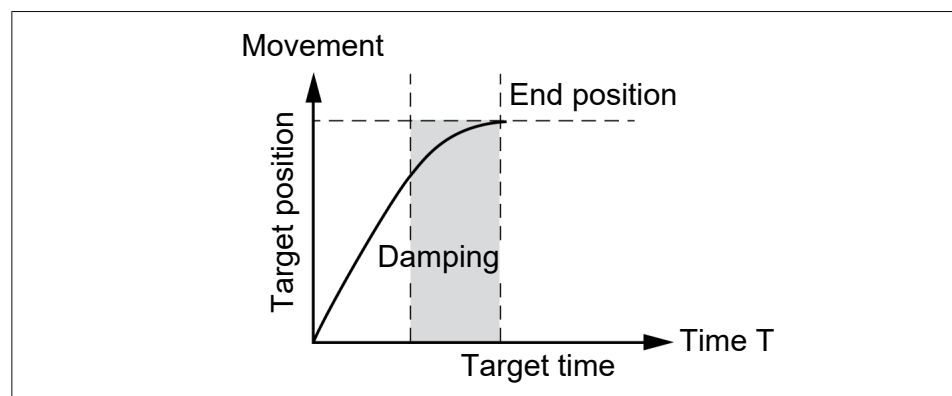 Movement
End position
Target position
Damping
Time T
Target time